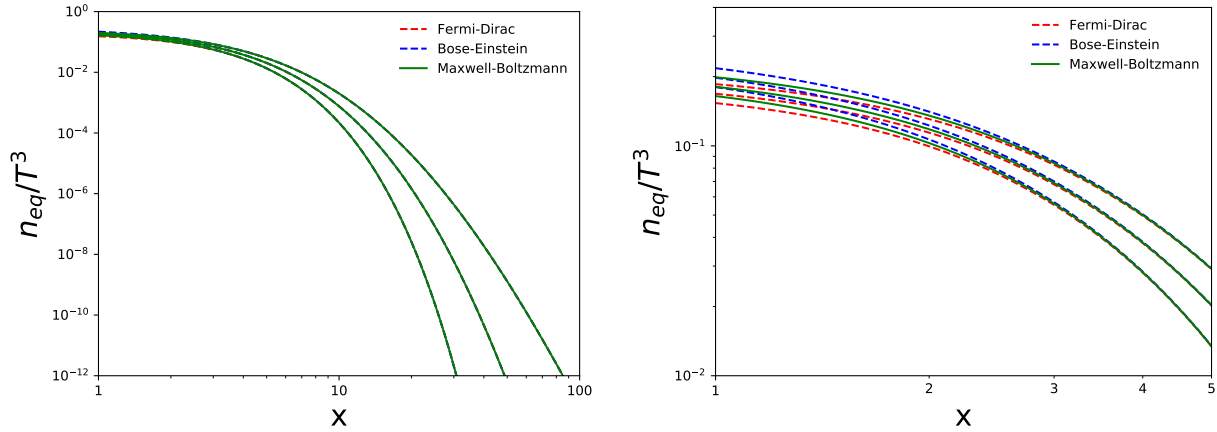 10^0
10^-2
10^-4
10^-6
10^-8
10^-10
10^-12
n_eq/T^3
1
10
100
x
Fermi-Dirac
Bose-Einstein
Maxwell-Boltzmann
10^-1
10^-2
n_eq/T^3
1
2
3
4
5
x
Fermi-Dirac
Bose-Einstein
Maxwell-Boltzmann